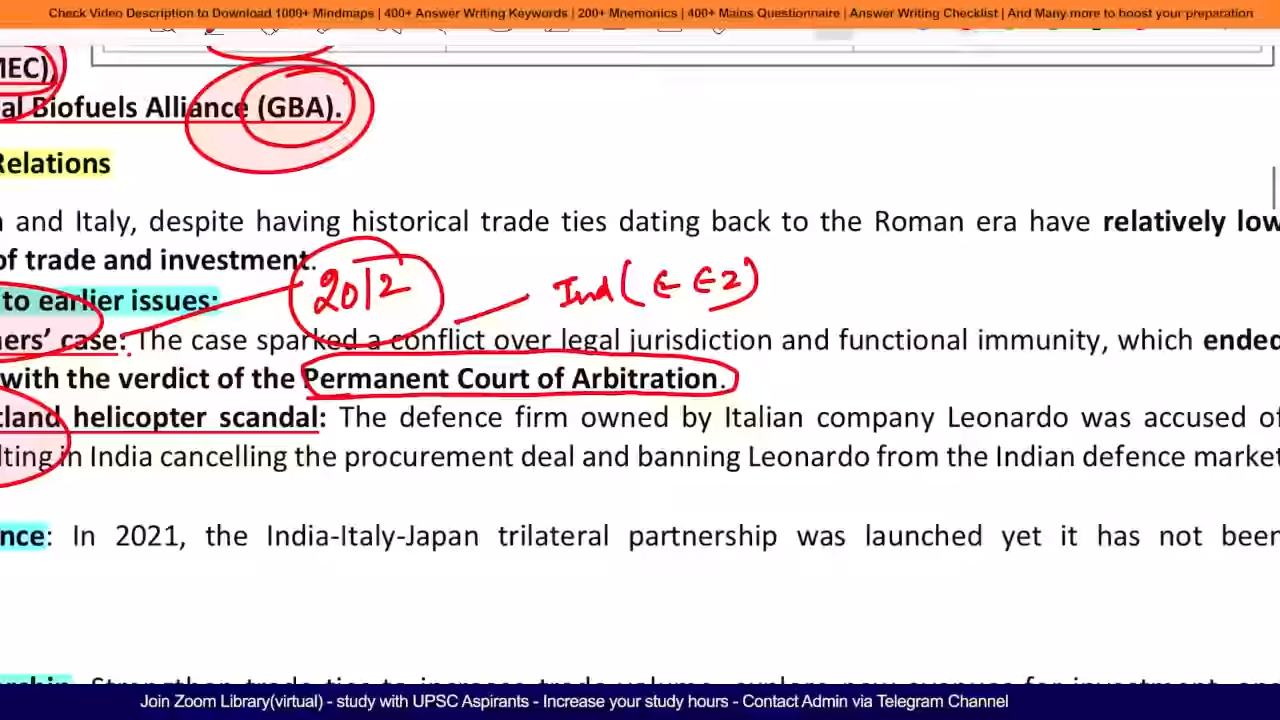 Check Video Description to Download 1000+ Mindmaps | 400+ Answer Writing Keywords | 200+ Mnemonics | 400+ Mains Questionnaire | Answer Writing Checklist | And Many more to boost your preparation
MEC),
al Biofuels Alliance (GBA).
Relations
and Italy, despite having historical trade ties dating back to the Roman era have relatively low
of trade and investment.
2012
Ind (EEZ)
to earlier issues:
ners’ case: The case sparked a conflict over legal jurisdiction and functional immunity, which ended
with the verdict of the Permanent Court of Arbitration.
tland helicopter scandal: The defence firm owned by Italian company Leonardo was accused of
lting in India cancelling the procurement deal and banning Leonardo from the Indian defence market
nce: In 2021, the India-Italy-Japan trilateral partnership was launched yet it has not been
Join Zoom Library(virtual) - study with UPSC Aspirants - Increase your study hours - Contact Admin via Telegram Channel